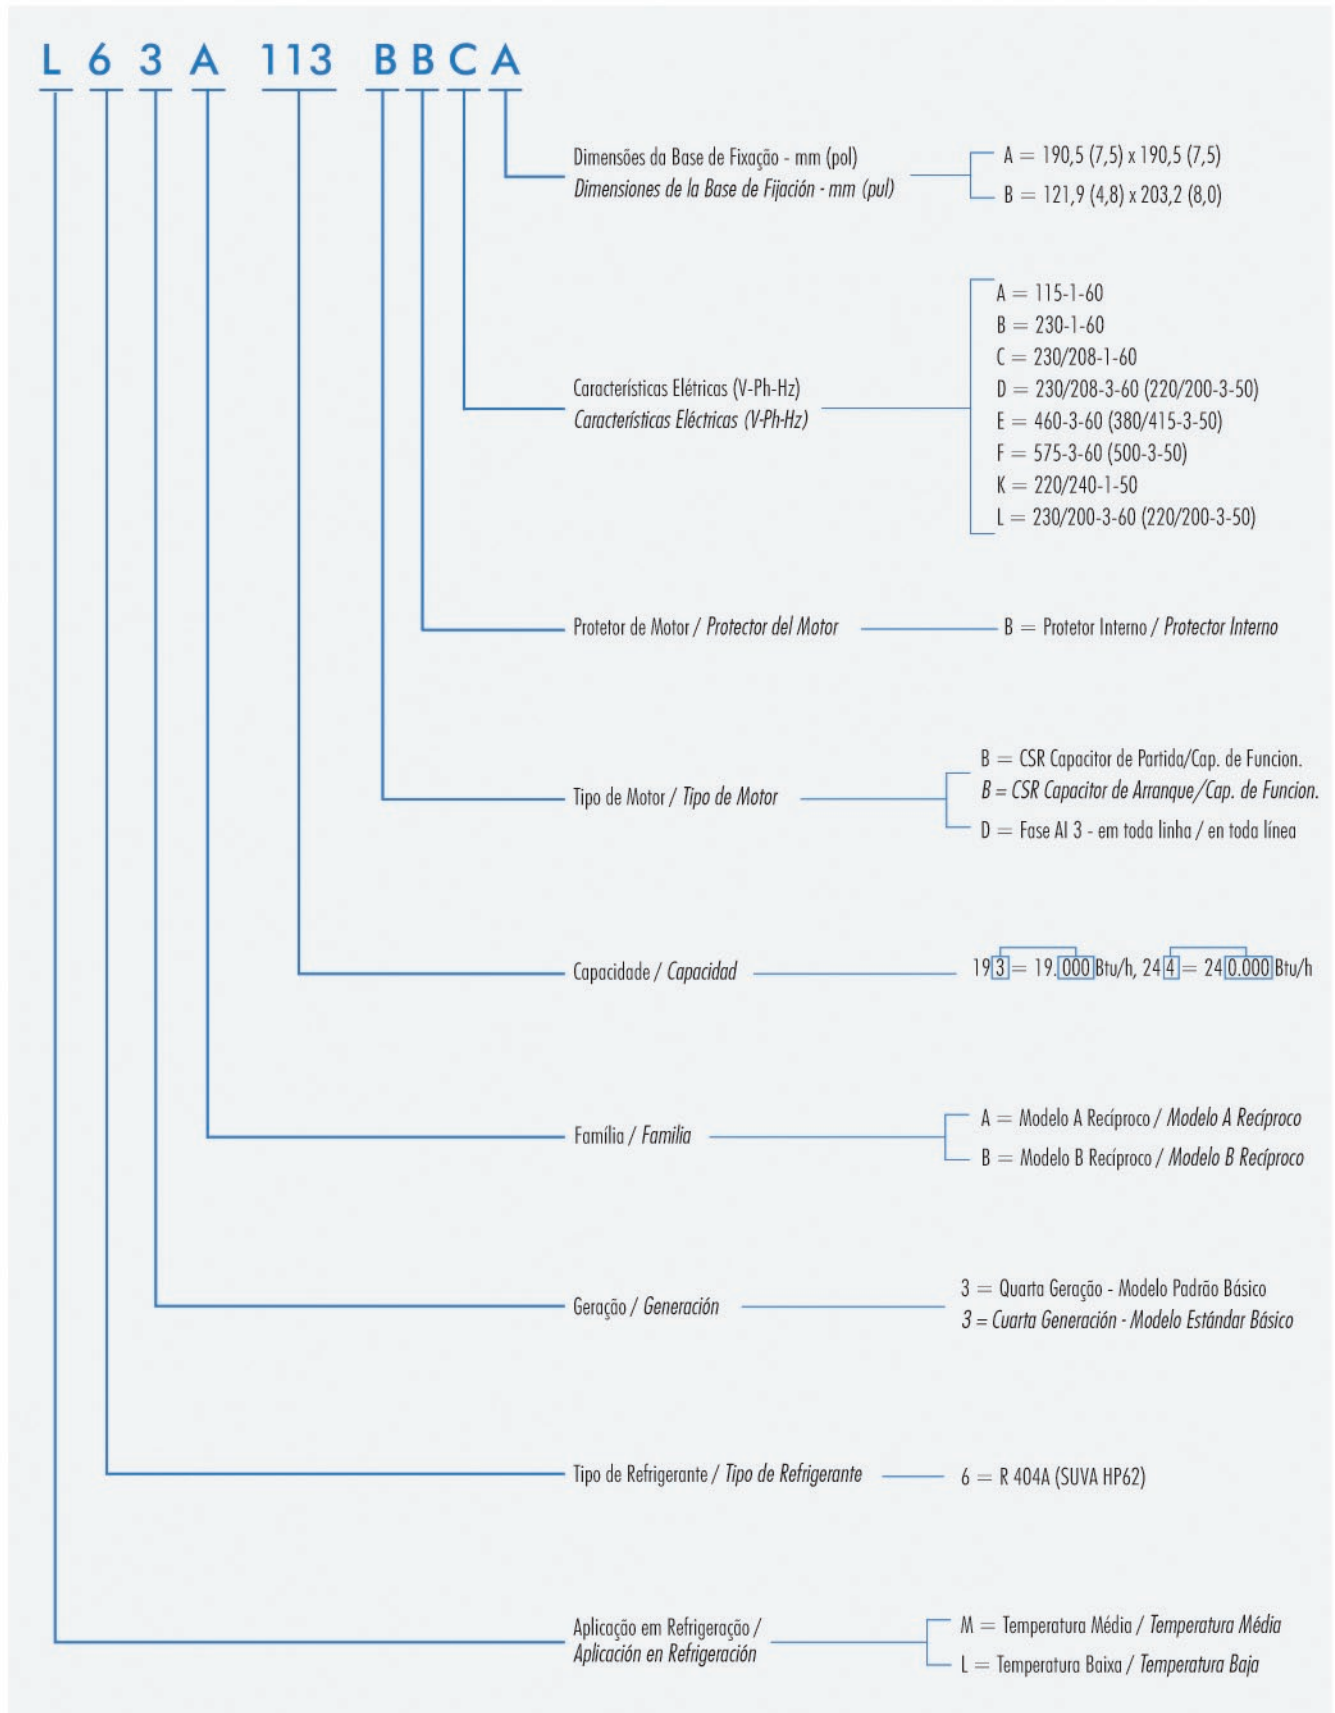 L 6 3 A 113 B B C A
Dimensões da Base de Fixação - mm (pol)
Dimensiones de la Base de Fijación - mm (pul)
A = 190,5 (7,5) x 190,5 (7,5)
B = 121,9 (4,8) x 203,2 (8,0)
Características Elétricas (V-Ph-Hz)
Características Eléctricas (V-Ph-Hz)
A = 115-1-60
B = 230-1-60
C = 230/208-1-60
D = 230/208-3-60 (220/200-3-50)
E = 460-3-60 (380/415-3-50)
F = 575-3-60 (500-3-50)
K = 220/240-1-50
L = 230/200-3-60 (220/200-3-50)
Protetor de Motor / Protector del Motor
B = Protetor Interno / Protector Interno
Tipo de Motor / Tipo de Motor
B = CSR Capacitor de Partida/Cap. de Funcion.
B = CSR Capacitor de Arranque/Cap. de Funcion.
D = Fase AI 3 - em toda linha / en toda línea
Capacidade / Capacidad
193 = 19.000 Btu/h, 244 = 240.000 Btu/h
Família / Familia
A = Modelo A Recíproco / Modelo A Recíproco
B = Modelo B Recíproco / Modelo B Recíproco
Geração / Generación
3 = Quarta Geração - Modelo Padrão Básico
3 = Cuarta Generación - Modelo Estándar Básico
Tipo de Refrigerante / Tipo de Refrigerante
6 = R 404A (SUVA HP62)
Aplicação em Refrigeração /
Aplicación en Refrigeración
M = Temperatura Média / Temperatura Média
L = Temperatura Baixa / Temperatura Baja